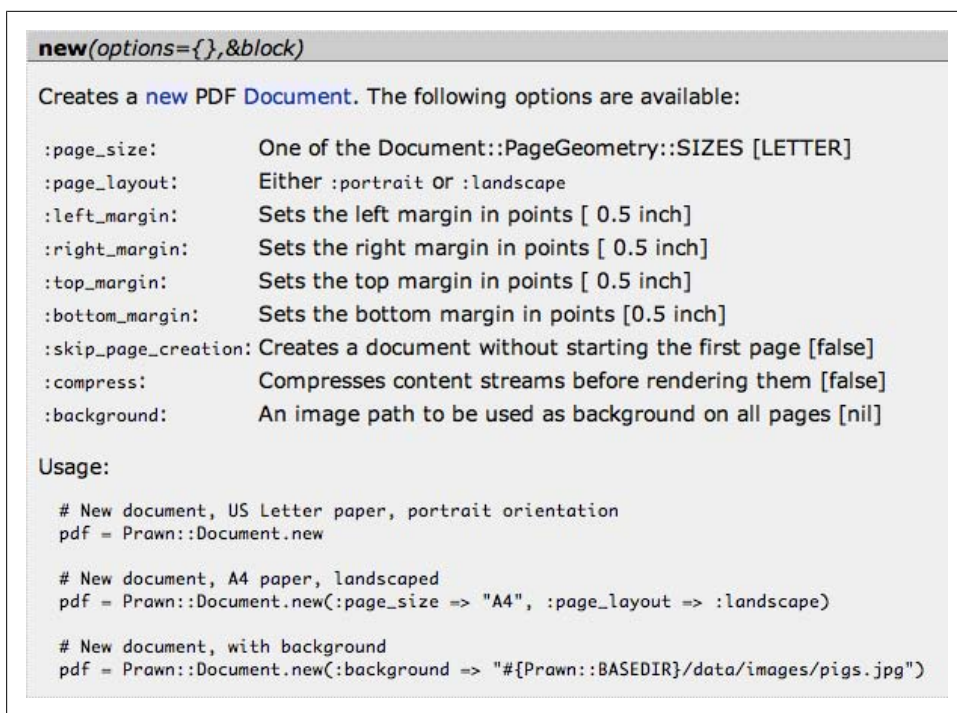 new(options={},&block)
Creates a new PDF Document. The following options are available:
:page_size: One of the Document::PageGeometry::SIZES [LETTER]
:page_layout: Either :portrait or :landscape
:left_margin: Sets the left margin in points [ 0.5 inch]
:right_margin: Sets the right margin in points [ 0.5 inch]
:top_margin: Sets the top margin in points [ 0.5 inch]
:bottom_margin: Sets the bottom margin in points [0.5 inch]
:skip_page_creation: Creates a document without starting the first page [false]
:compress: Compresses content streams before rendering them [false]
:background: An image path to be used as background on all pages [nil]
Usage:
# New document, US Letter paper, portrait orientation
pdf = Prawn::Document.new
# New document, A4 paper, landscaped
pdf = Prawn::Document.new(:page_size => "A4", :page_layout => :landscape)
# New document, with background
pdf = Prawn::Document.new(:background => "#{Prawn::BASEDIR}/data/images/pigs.jpg")